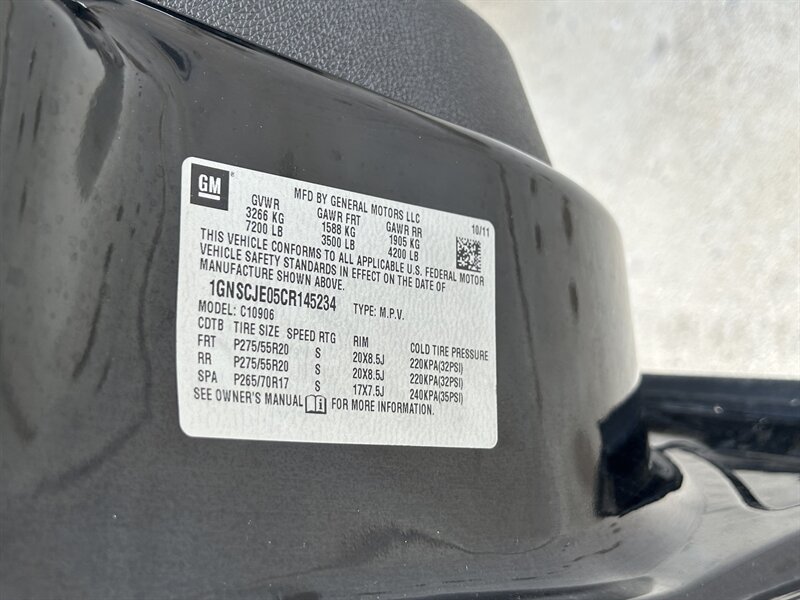 GM
MFD BY GENERAL MOTORS LLC
10/11
GVWR GAWR FRT GAWR RR
3266 KG 1588 KG 1905 KG
7200 LB 3500 LB 4200 LB
THIS VEHICLE CONFORMS TO ALL APPLICABLE U.S. FEDERAL MOTOR
VEHICLE SAFETY STANDARDS IN EFFECT ON THE DATE OF
MANUFACTURE SHOWN ABOVE.
1GNSCJE05CR145234 TYPE: M.P.V.
MODEL: C10906
CDTB TIRE SIZE SPEED RTG RIM COLD TIRE PRESSURE
FRT P275/55R20 S 20X8.5J 220KPA(32PSI)
RR P275/55R20 S 20X8.5J 220KPA(32PSI)
SPA P265/70R17 S 17X7.5J 240KPA(35PSI)
SEE OWNER'S MANUAL FOR MORE INFORMATION.